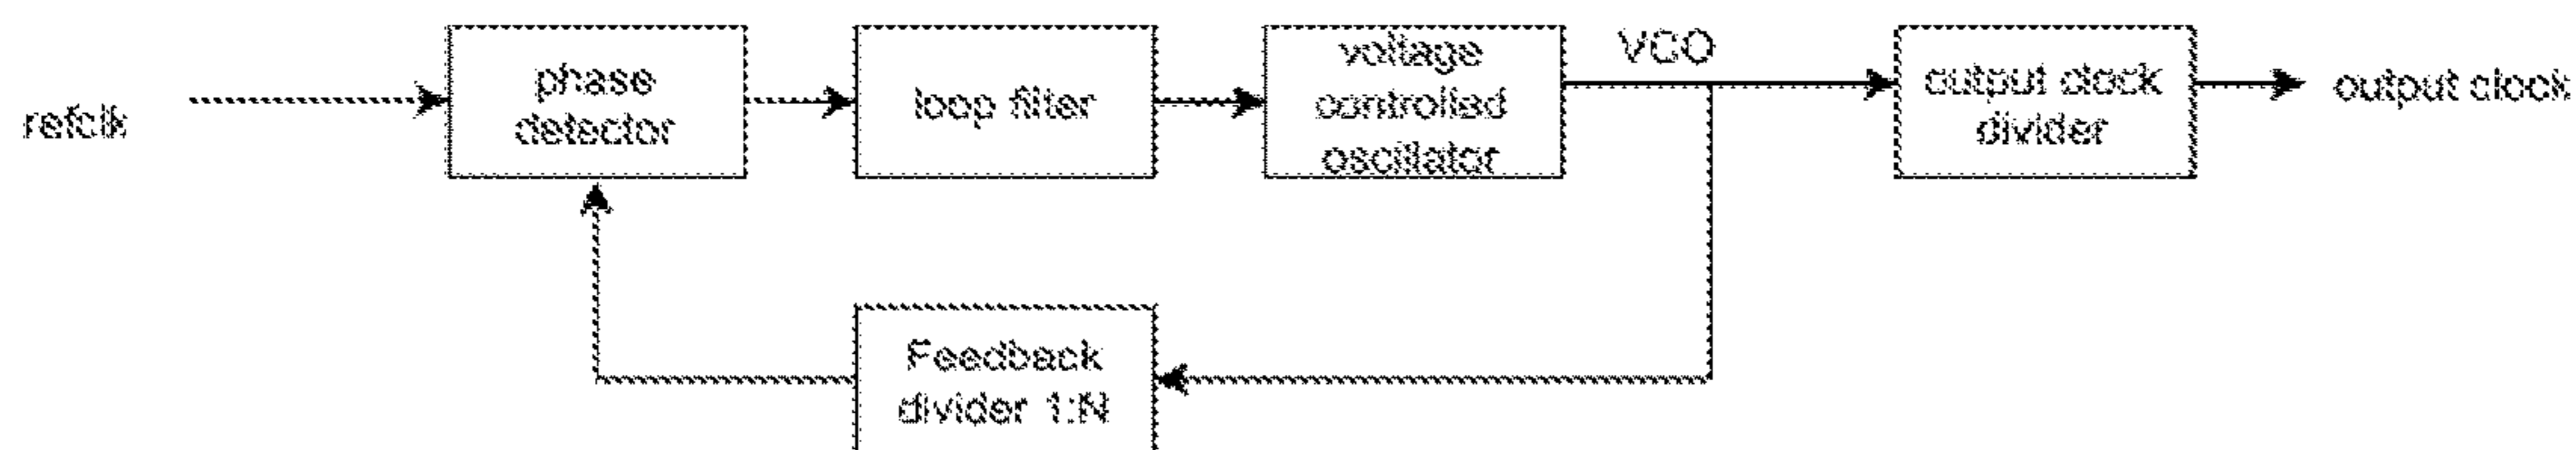 refclk
phase
detector
loop filter
voltage
controlled
oscillator
VCO
output clock
divider
output clock
Feedback
divider 1:N